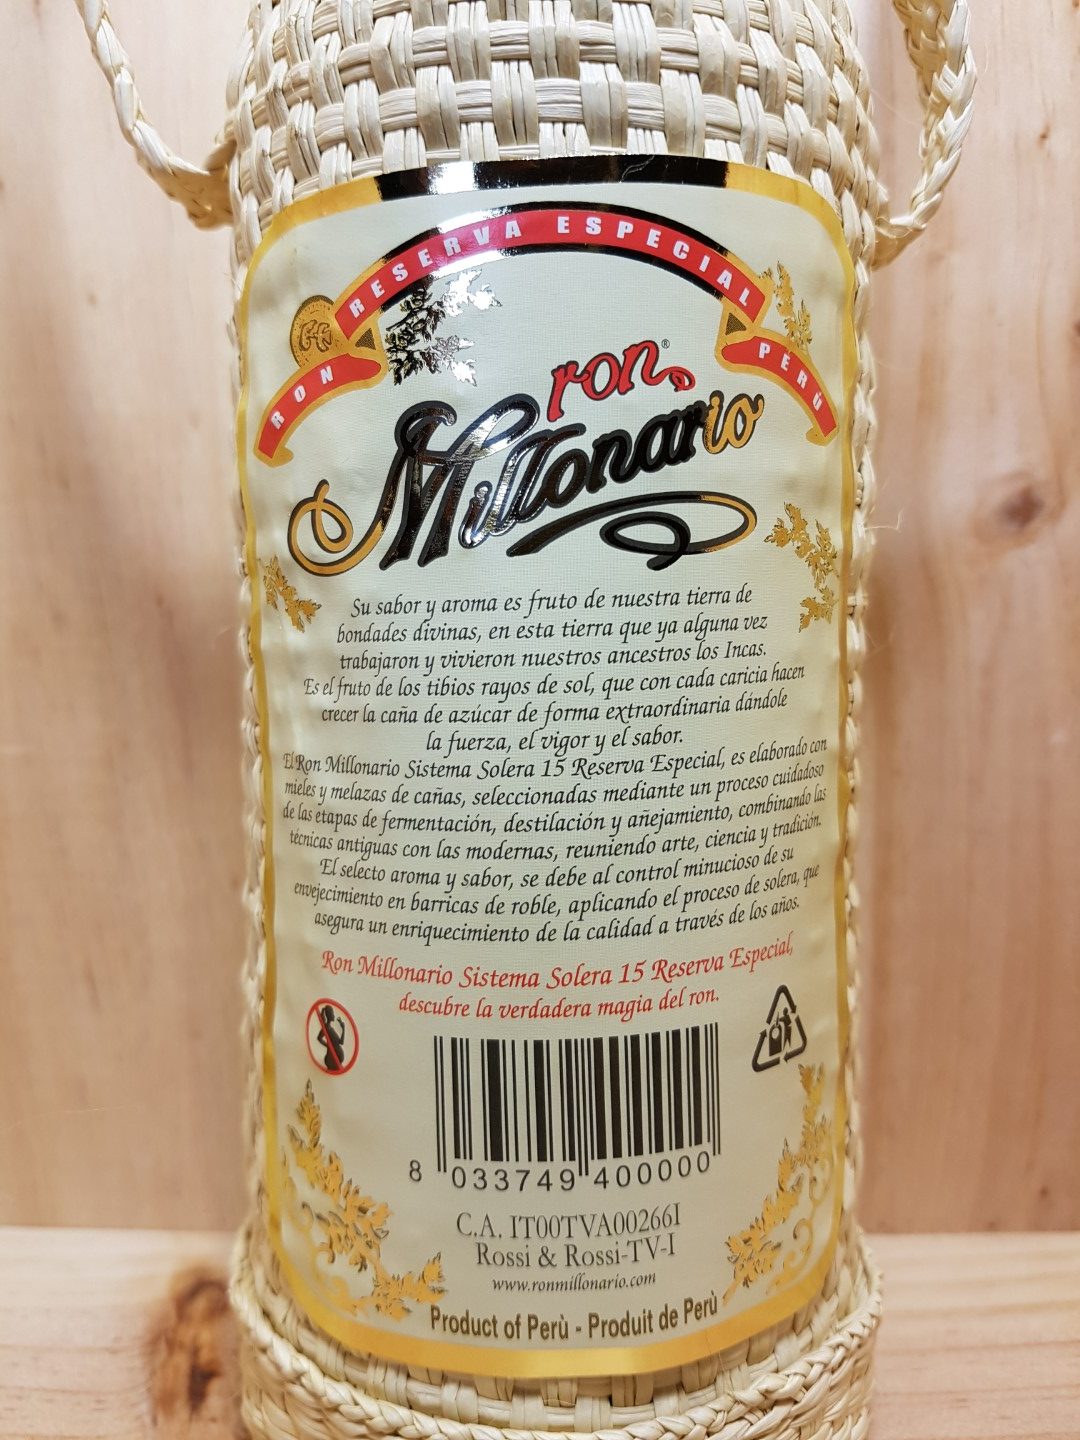 RON RESERVA ESPECIAL PERÙ
ron®
Millonario
Su sabor y aroma es fruto de nuestra tierra de
bondades divinas, en esta tierra que ya alguna vez
trabajaron y vivieron nuestros ancestros los Incas.
Es el fruto de los tibios rayos de sol, que con cada caricia hacen
crecer la caña de azúcar de forma extraordinaria dándole
la fuerza, el vigor y el sabor.
El Ron Millonario Sistema Solera 15 Reserva Especial, es elaborado con
mieles y melazas de cañas, seleccionadas mediante un proceso cuidadoso
de las etapas de fermentación, destilación y añejamiento, combinando las
técnicas antiguas con las modernas, reuniendo arte, ciencia y tradición.
El selecto aroma y sabor, se debe al control minucioso de su
envejecimiento en barricas de roble, aplicando el proceso de solera, que
asegura un enriquecimiento de la calidad a través de los años.
Ron Millonario Sistema Solera 15 Reserva Especial,
descubre la verdadera magia del ron.
8 033749 400000
C.A. IT00TVA00266I
Rossi & Rossi-TV-I
www.ronmillonario.com
Product of Perù - Produit de Perù